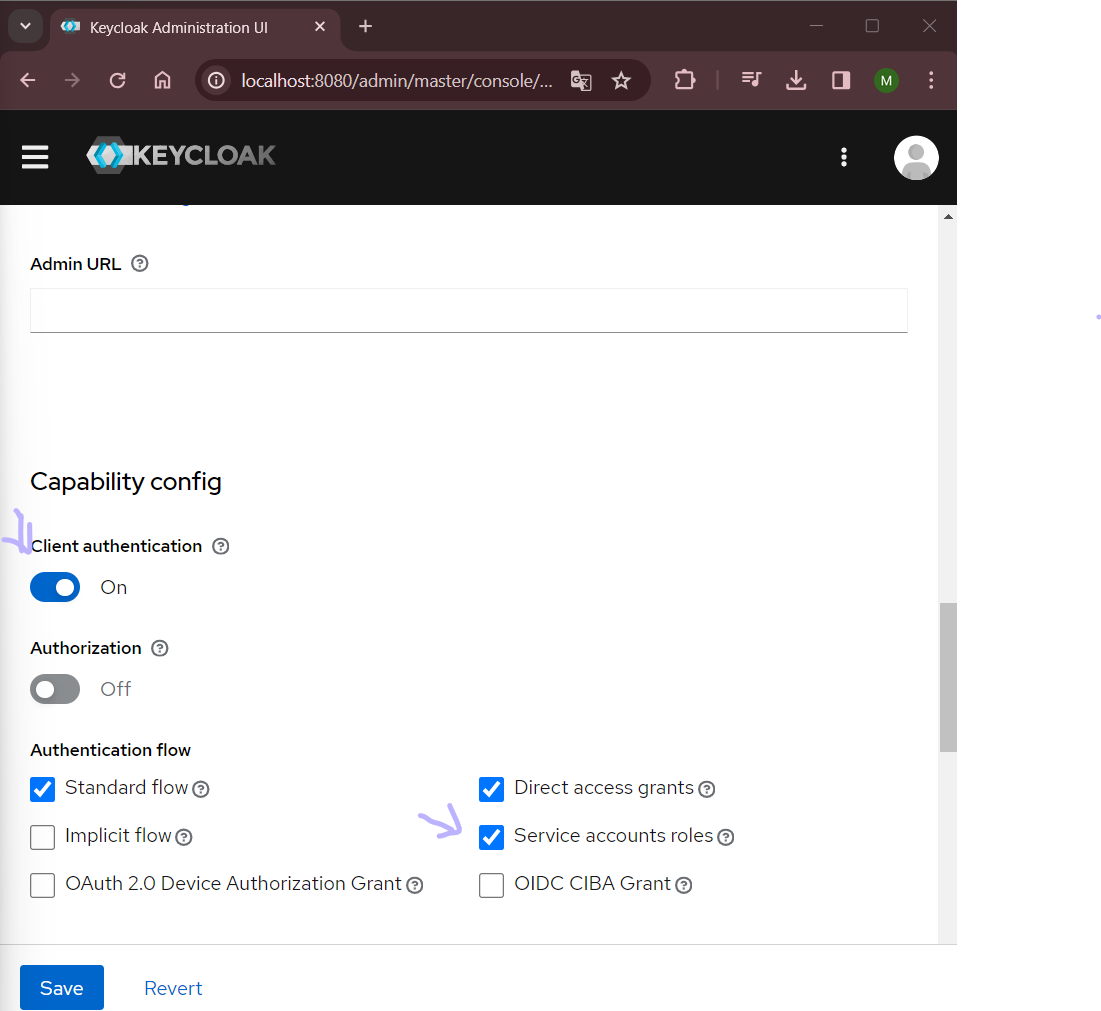 Keycloak Administration UI
localhost:8080/admin/master/console/...
M
KEYCLOAK
Admin URL
Capability config
Client authentication
On
Authorization
Off
Authentication flow
Standard flow
Direct access grants
Implicit flow
Service accounts roles
OAuth 2.0 Device Authorization Grant
OIDC CIBA Grant
Save
Revert